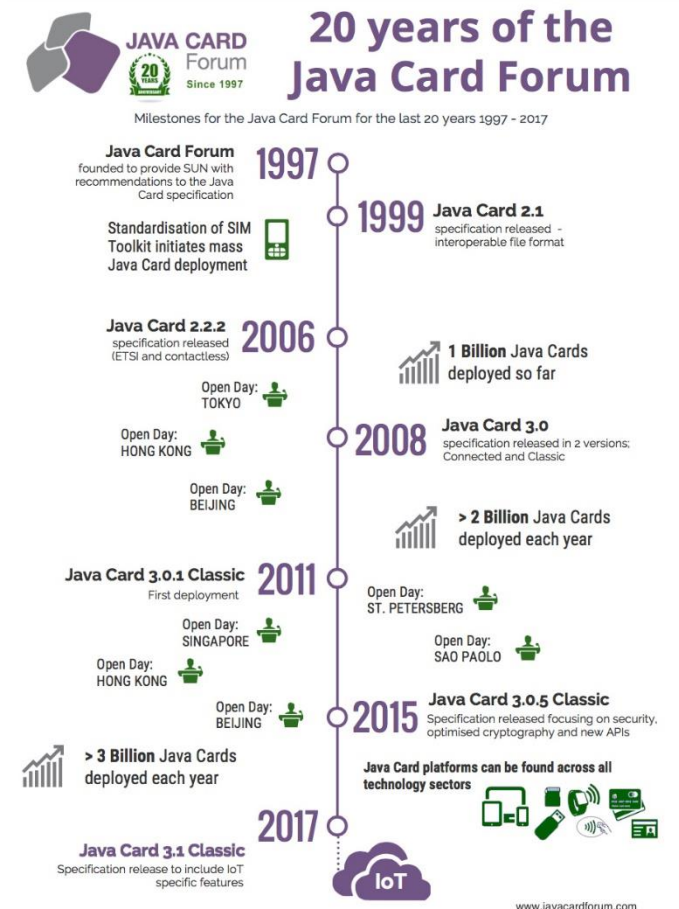 JAVA CARD
Forum
20
YEARS
ANNIVERSARY
Since 1997
20 years of the
Java Card Forum
Milestones for the Java Card Forum for the last 20 years 1997 - 2017
Java Card Forum
founded to provide SUN with
recommendations to the Java
Card specification
1997
Standardisation of SIM
Toolkit initiates mass
Java Card deployment
1999
Java Card 2.1
specification released -
interoperable file format
Java Card 2.2.2
specification released
(ETSI and contactless)
2006
1 Billion Java Cards
deployed so far
Open Day:
TOKYO
Open Day:
HONG KONG
Open Day:
BEIJING
2008
Java Card 3.0
specification released in 2 versions:
Connected and Classic
> 2 Billion Java Cards
deployed each year
Java Card 3.0.1 Classic
First deployment
2011
Open Day:
ST. PETERSBERG
Open Day:
SINGAPORE
Open Day:
SAO PAOLO
Open Day:
HONG KONG
Open Day:
BEIJING
2015
Java Card 3.0.5 Classic
Specification released focusing on security,
optimised cryptography and new APIs
> 3 Billion Java Cards
deployed each year
Java Card platforms can be found across all
technology sectors
2017
Java Card 3.1 Classic
Specification release to include IoT
specific features
IoT
www.javacardforum.com